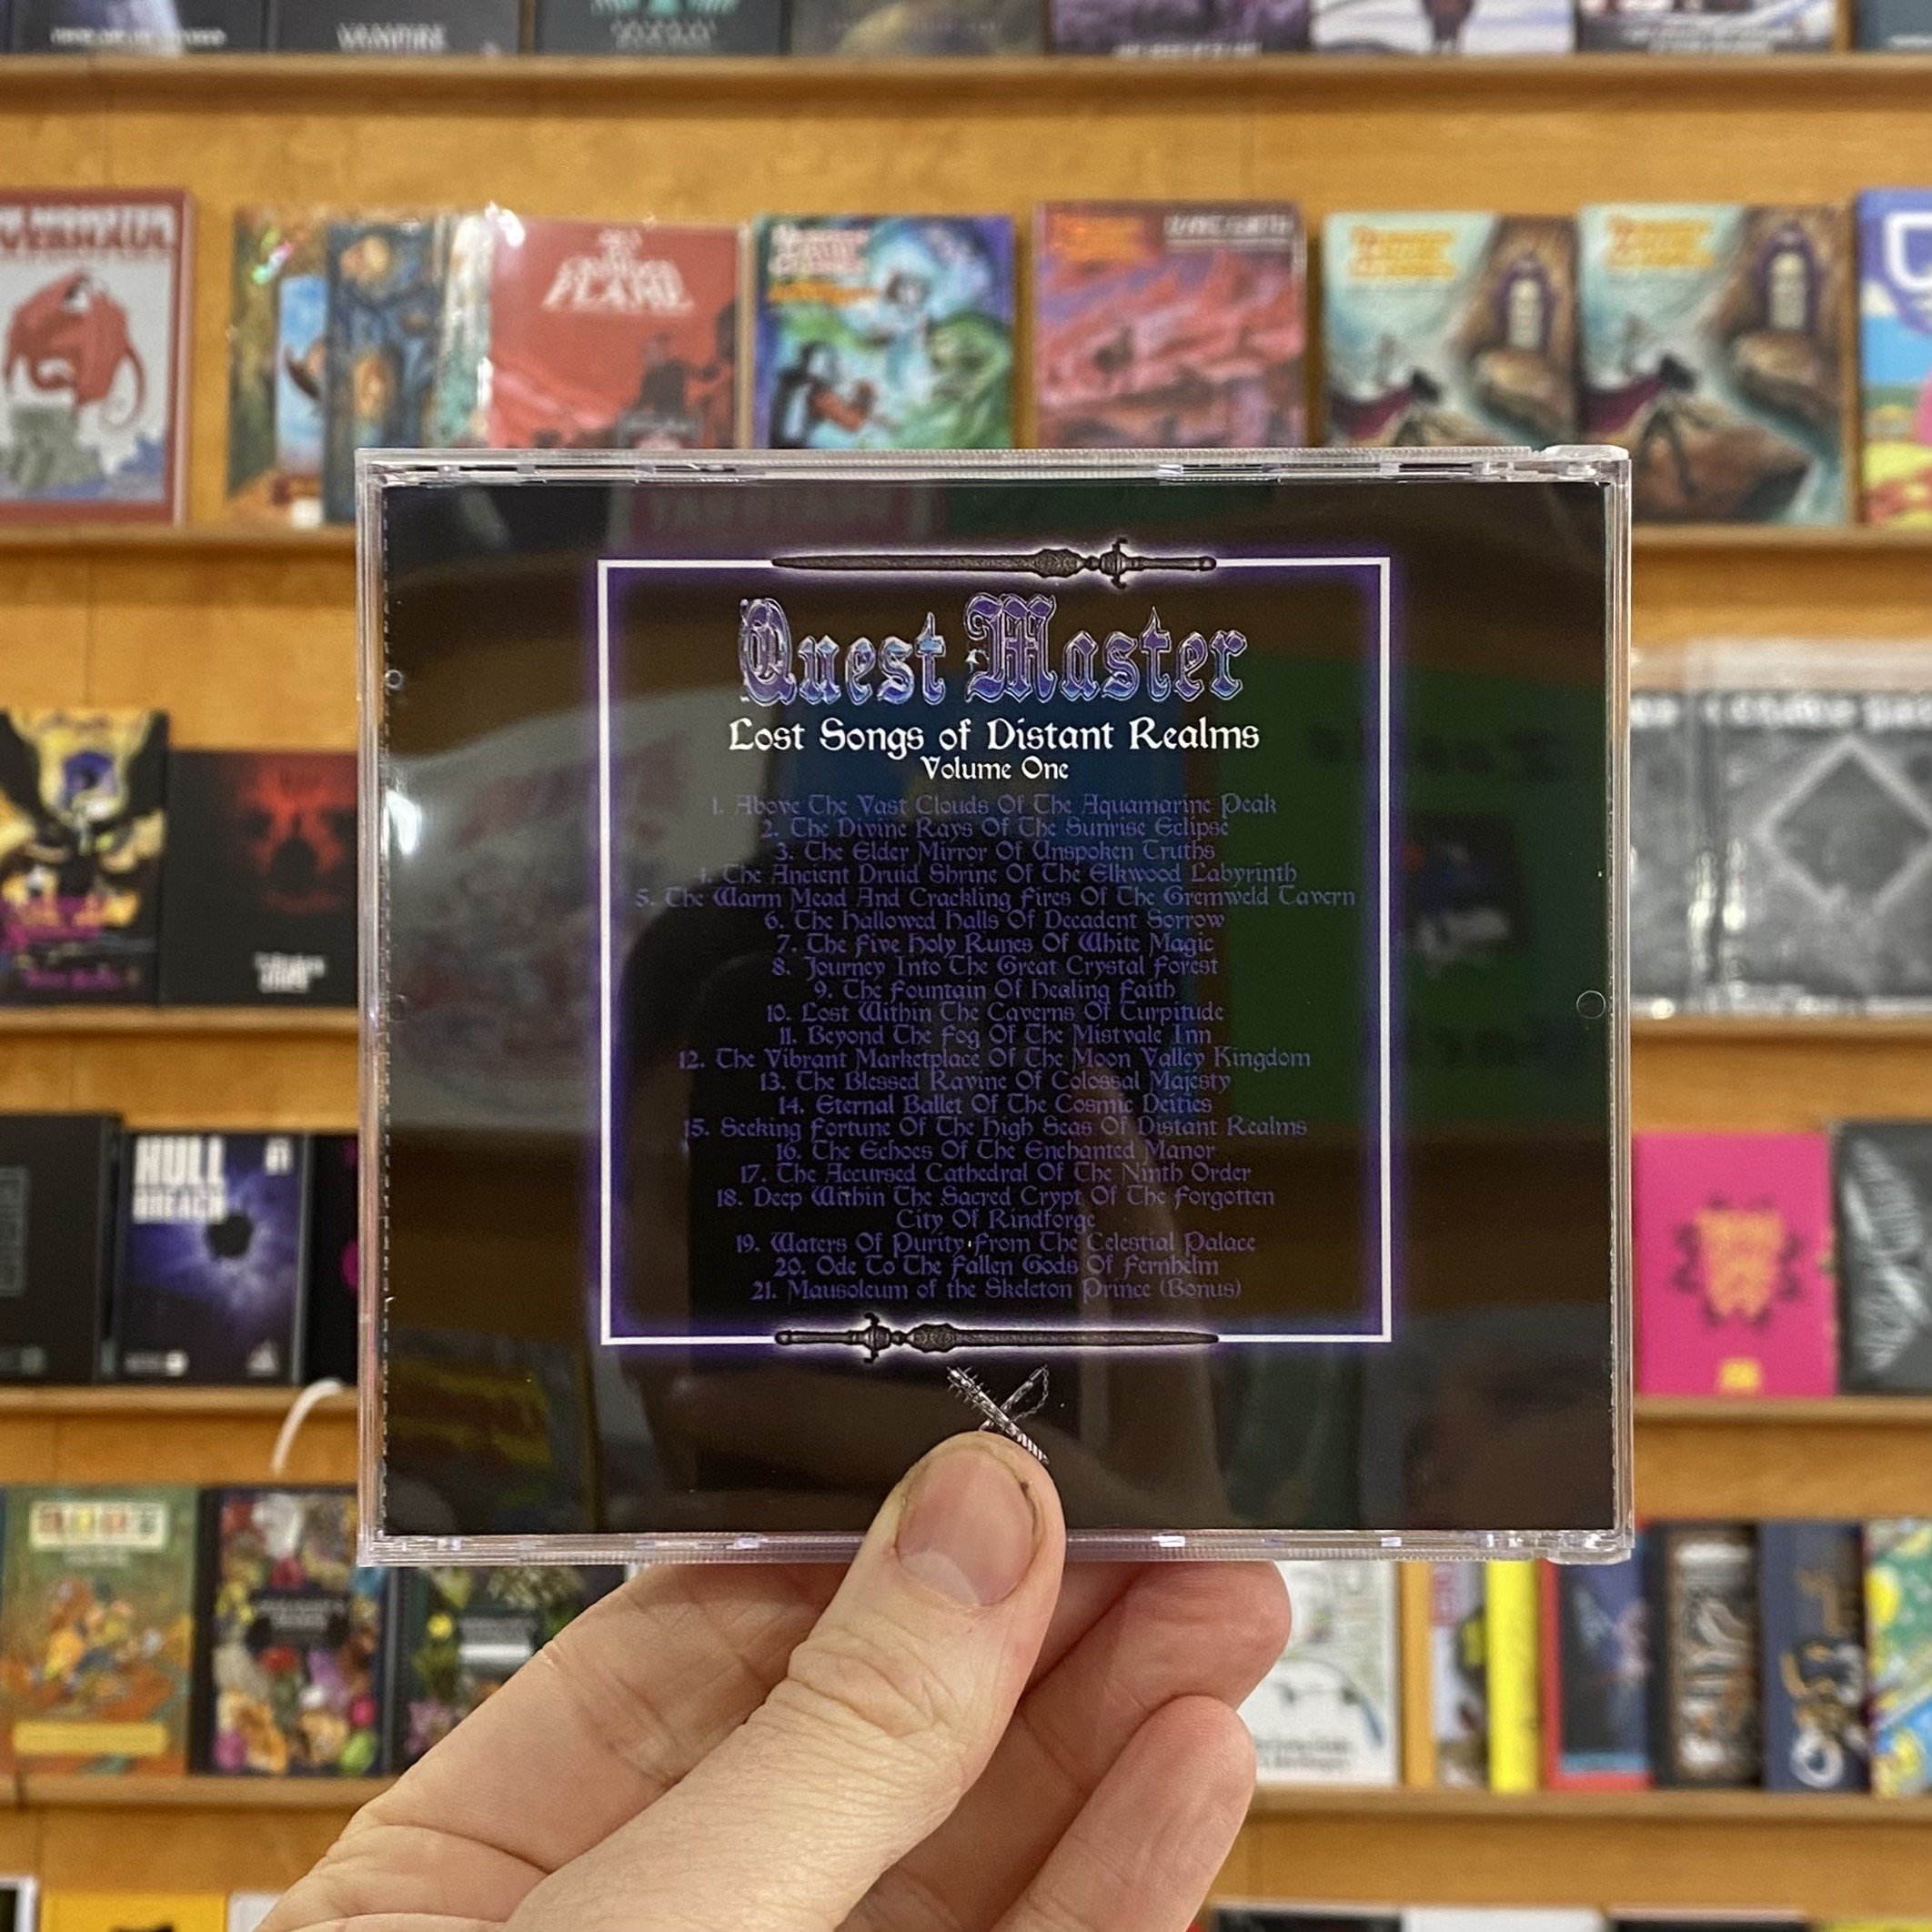 VAMPIRE
Quest Master
Lost Songs of Distant Realms
Volume One
1. Above The Vast Clouds Of The Aquamarine Peak
2. The Divine Rays Of The Sunrise Eclipse
3. The Elder Mirror Of Unspoken Truths
4. The Ancient Druid Shrine Of The Elkwood Labyrinth
5. The Warm Mead And Crackling Fires Of The Gremweld Tavern
6. The Hallowed Halls Of Decadent Sorrow
7. The Five Holy Runes Of White Magic
8. Journey Into The Great Crystal Forest
9. The Fountain Of Healing Faith
10. Lost Within The Caverns Of Turpitude
11. Beyond The Fog Of The Mistvale Inn
12. The Vibrant Marketplace Of The Moon Valley Kingdom
13. The Blessed Ravine Of Colossal Majesty
14. Eternal Ballet Of The Cosmic Deities
15. Seeking Fortune Of The High Seas Of Distant Realms
16. The Echoes Of The Enchanted Manor
17. The Accursed Cathedral Of The Ninth Order
18. Deep Within The Sacred Crypt Of The Forgotten
City Of Rindforge
19. Waters Of Purity From The Celestial Palace
20. Ode To The Fallen Gods Of Fernhelm
21. Mausoleum of the Skeleton Prince (Bonus)
HULL
BREACH